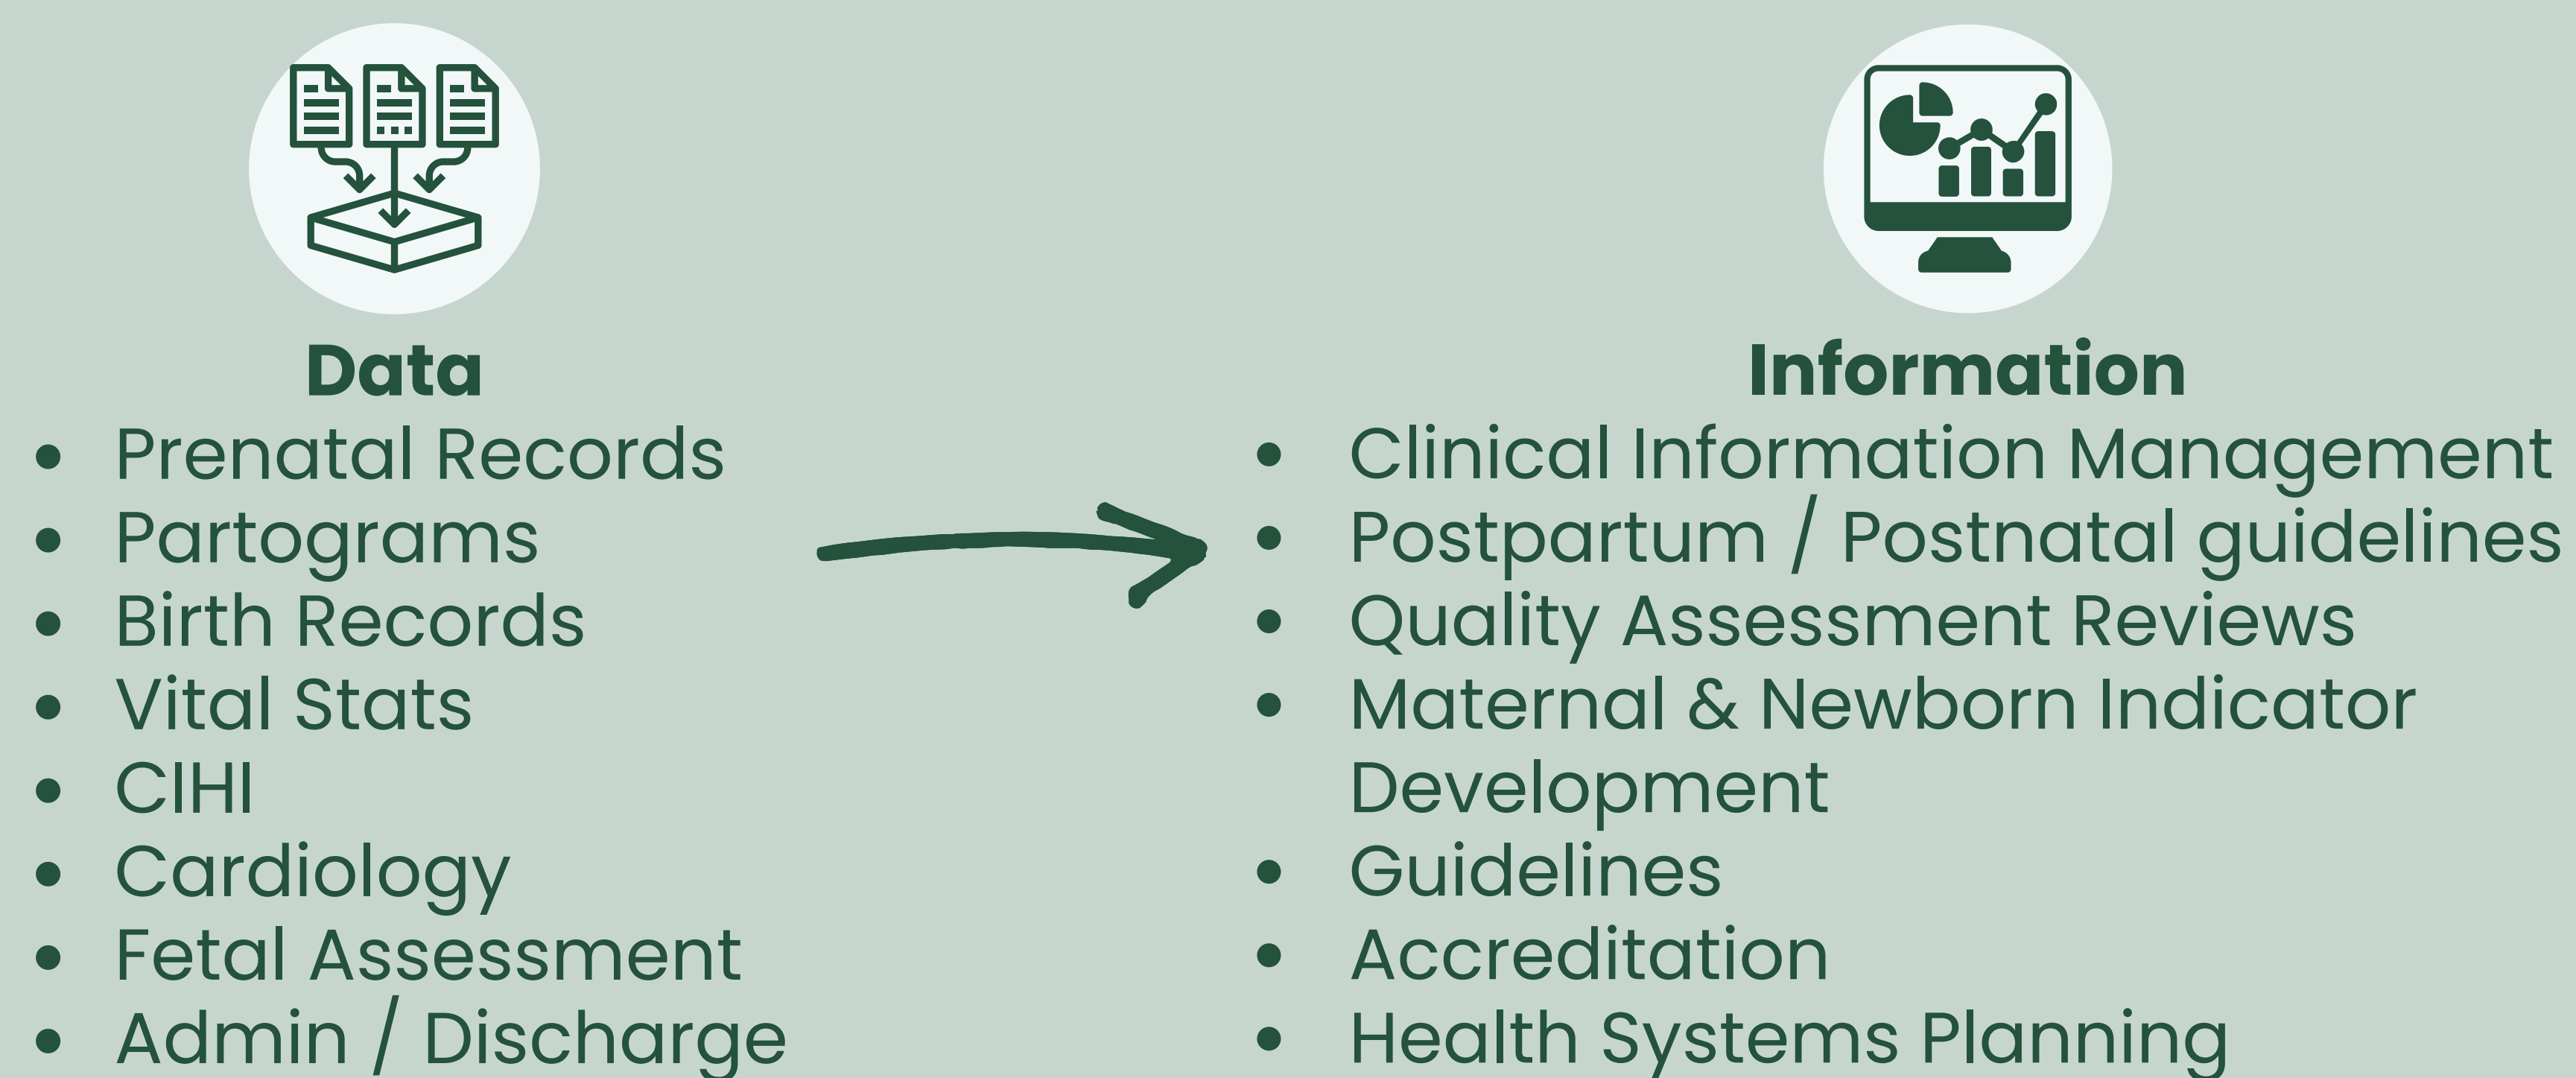 Data
• Prenatal Records
• Partograms
• Birth Records
• Vital Stats
• CIHI
• Cardiology
• Fetal Assessment
• Admin / Discharge
Information
• Clinical Information Management
• Postpartum / Postnatal guidelines
• Quality Assessment Reviews
• Maternal & Newborn Indicator
Development
• Guidelines
• Accreditation
• Health Systems Planning